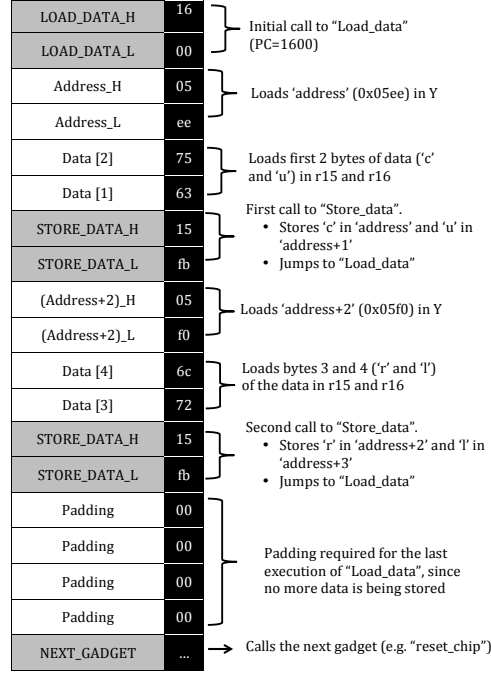 LOAD_DATA_H 16
LOAD_DATA_L 00
Initial call to “Load_data”
(PC=1600)
Address_H 05
Address_L ee
Loads ‘address’ (0x05ee) in Y
Data [2] 75
Data [1] 63
Loads first 2 bytes of data (‘c’
and ‘u’) in r15 and r16
STORE_DATA_H 15
STORE_DATA_L fb
First call to “Store_data”.
• Stores ‘c’ in ‘address’ and ‘u’ in
‘address+1’
• Jumps to “Load_data”
(Address+2)_H 05
(Address+2)_L f0
Loads ‘address+2’ (0x05f0) in Y
Data [4] 6c
Data [3] 72
Loads bytes 3 and 4 (‘r’ and ‘l’)
of the data in r15 and r16
STORE_DATA_H 15
STORE_DATA_L fb
Second call to “Store_data”.
• Stores ‘r’ in ‘address+2’ and ‘l’ in
‘address+3’
• Jumps to “Load_data”
Padding 00
Padding 00
Padding 00
Padding 00
Padding required for the last
execution of “Load_data”, since
no more data is being stored
NEXT_GADGET ...
Calls the next gadget (e.g. “reset_chip”)